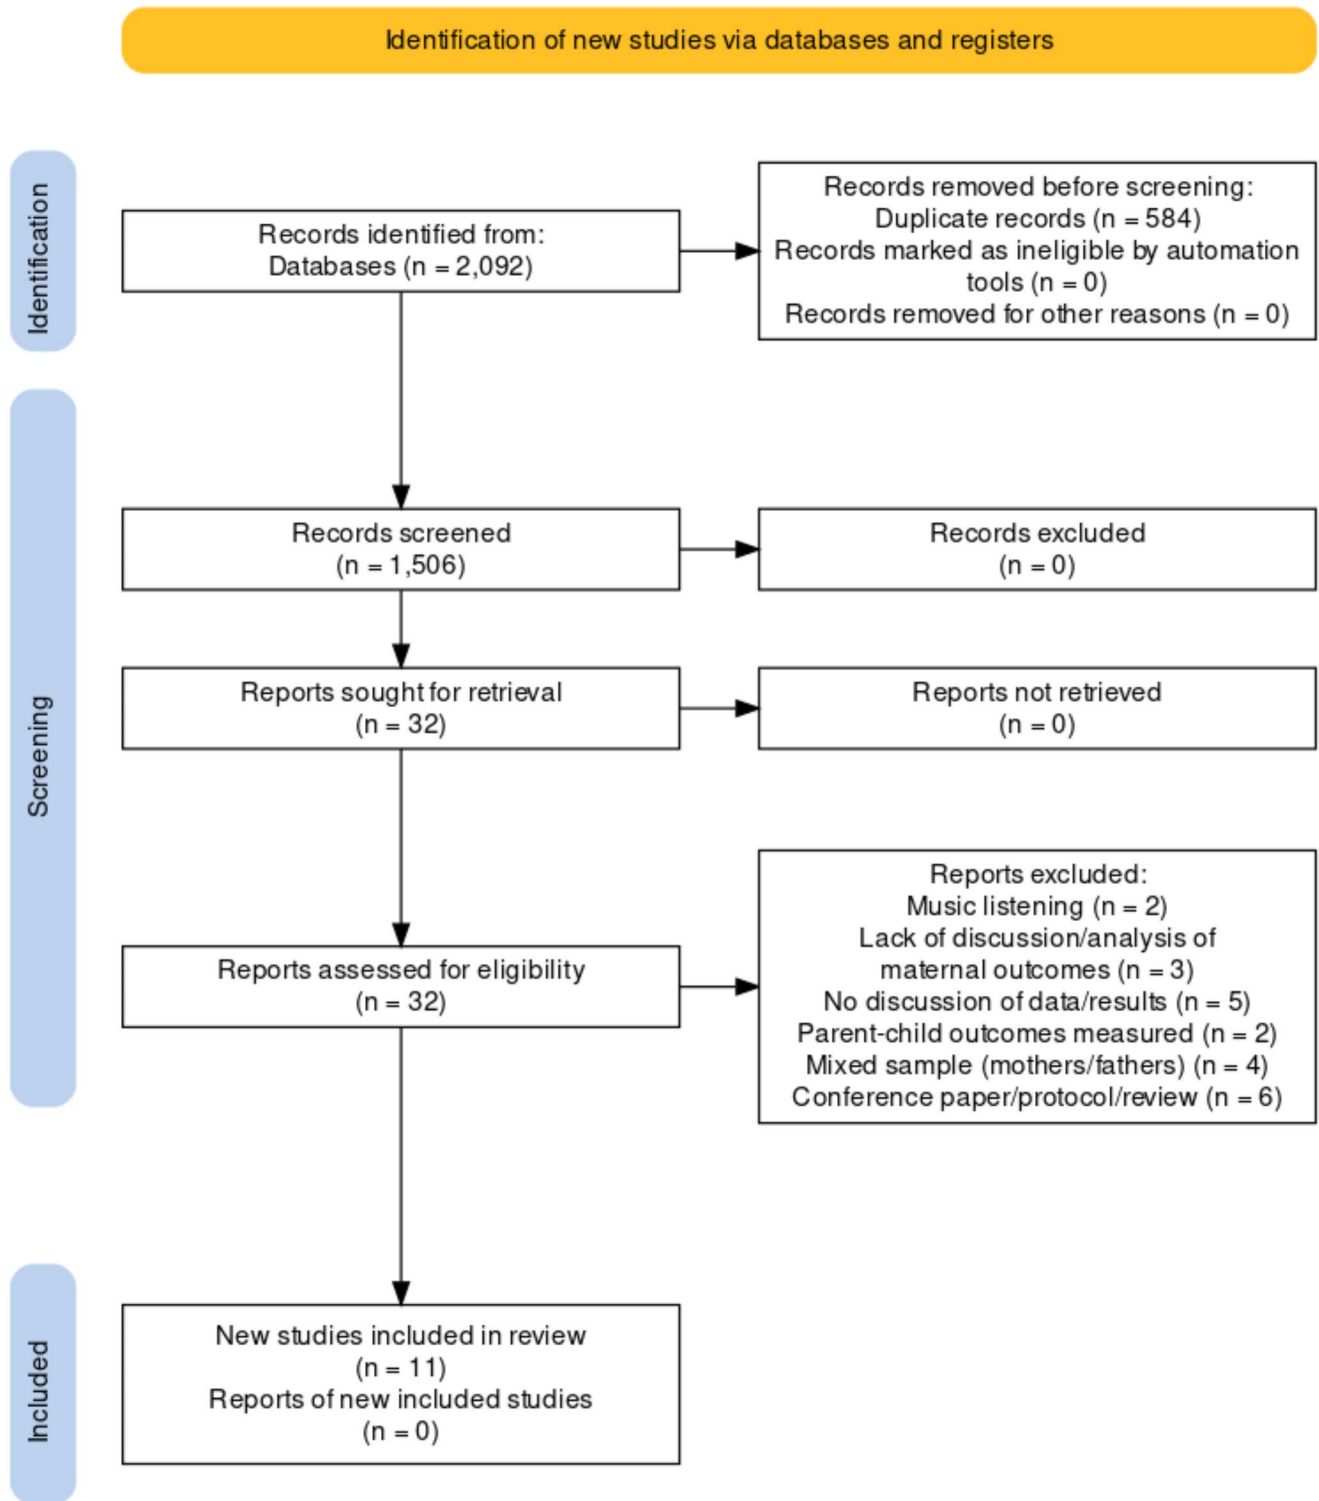 Identification of new studies via databases and registers
Identification
Records identified from:
Databases (n = 2,092)
Records removed before screening:
Duplicate records (n = 584)
Records marked as ineligible by automation
tools (n = 0)
Records removed for other reasons (n = 0)
Screening
Records screened
(n = 1,506)
Records excluded
(n = 0)
Reports sought for retrieval
(n = 32)
Reports not retrieved
(n = 0)
Reports assessed for eligibility
(n = 32)
Reports excluded:
Music listening (n = 2)
Lack of discussion/analysis of
maternal outcomes (n = 3)
No discussion of data/results (n = 5)
Parent-child outcomes measured (n = 2)
Mixed sample (mothers/fathers) (n = 4)
Conference paper/protocol/review (n = 6)
Included
New studies included in review
(n = 11)
Reports of new included studies
(n = 0)